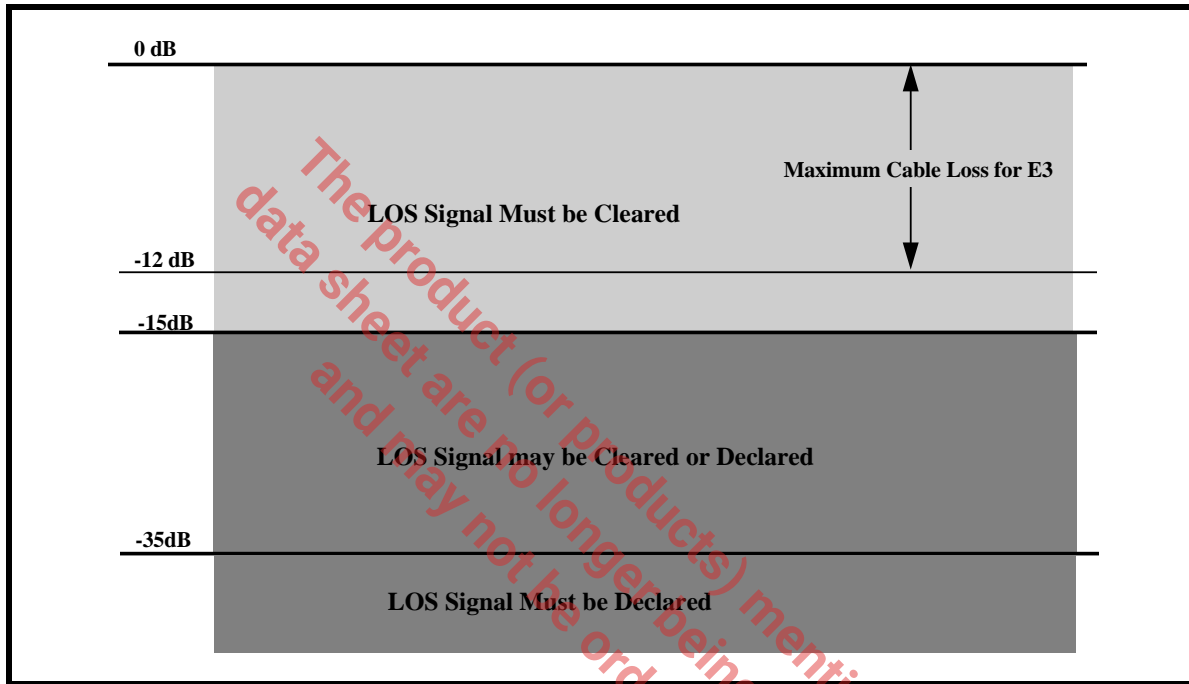 0 dB
Maximum Cable Loss for E3
LOS Signal Must be Cleared
-12 dB
-15dB
LOS Signal may be Cleared or Declared
-35dB
LOS Signal Must be Declared
The product (or products) menti
data sheet are no longer being
and may not be ord